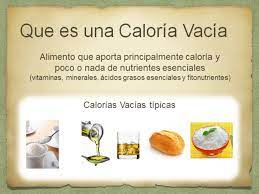 Que es una Caloría Vacía
Alimento que aporta principalmente caloría y
poco o nada de nutrientes esenciales
(vitaminas, minerales, ácidos grasos esenciales y fitonutrientes)
Calorías Vacías típicas